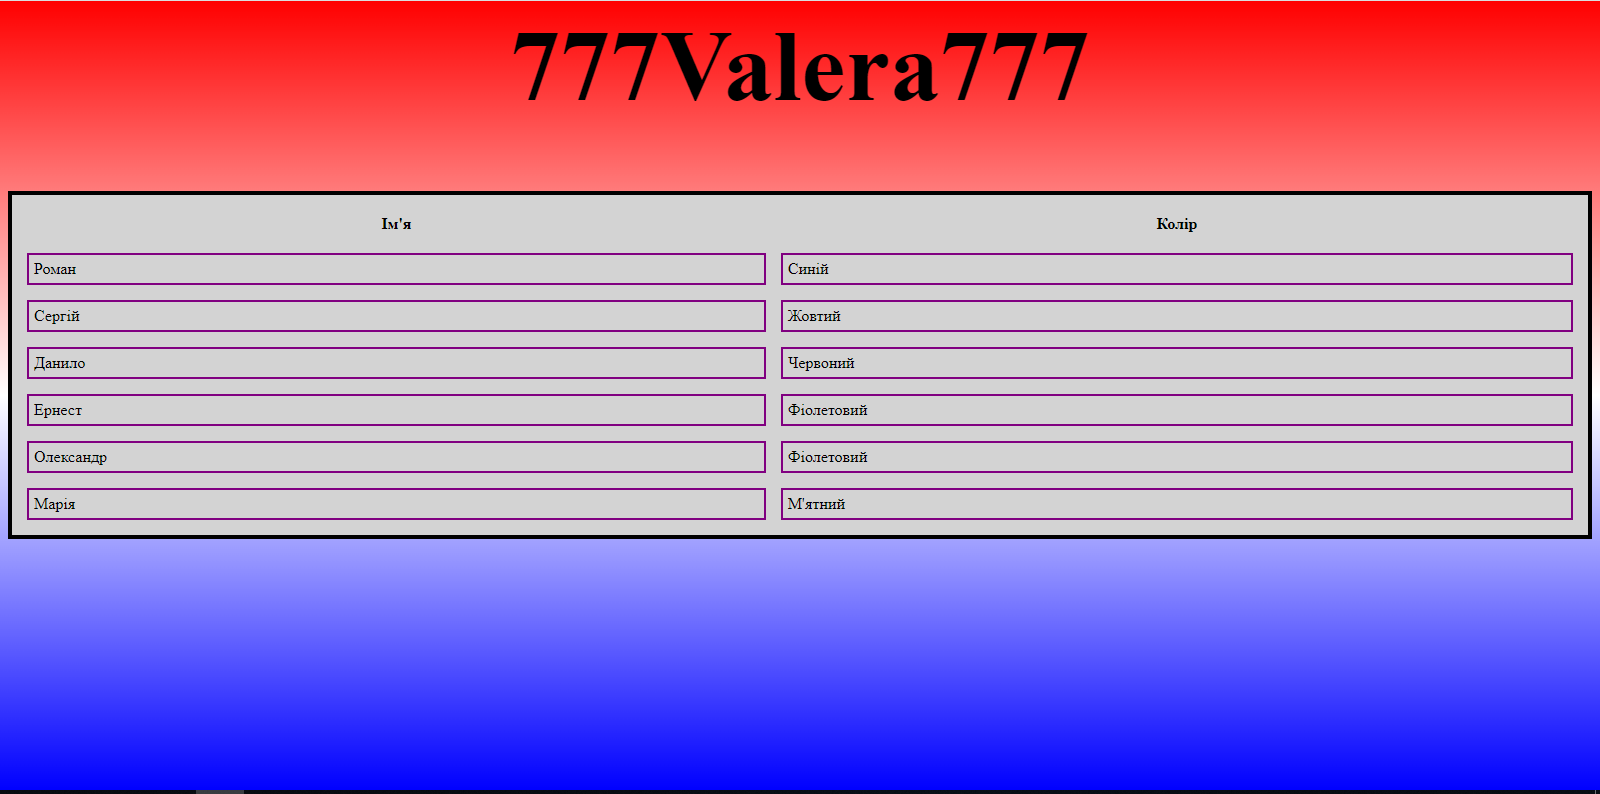 777Valera777
Ім'я Колір
Роман Синій
Сергій Жовтий
Данило Червоний
Ернест Фіолетовий
Олександр Фіолетовий
Марія М'ятний